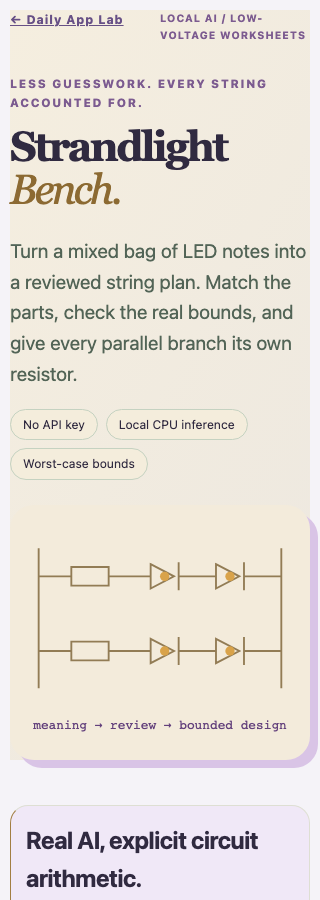 ← Daily App Lab
LOCAL AI / LOW-
VOLTAGE WORKSHEETS
LESS GUESSWORK. EVERY STRING
ACCOUNTED FOR.
Strandlight
Bench.
Turn a mixed bag of LED notes into
a reviewed string plan. Match the
parts, check the real bounds, and
give every parallel branch its own
resistor.
No API key
Local CPU inference
Worst-case bounds
meaning → review → bounded design
Real AI, explicit circuit
arithmetic.